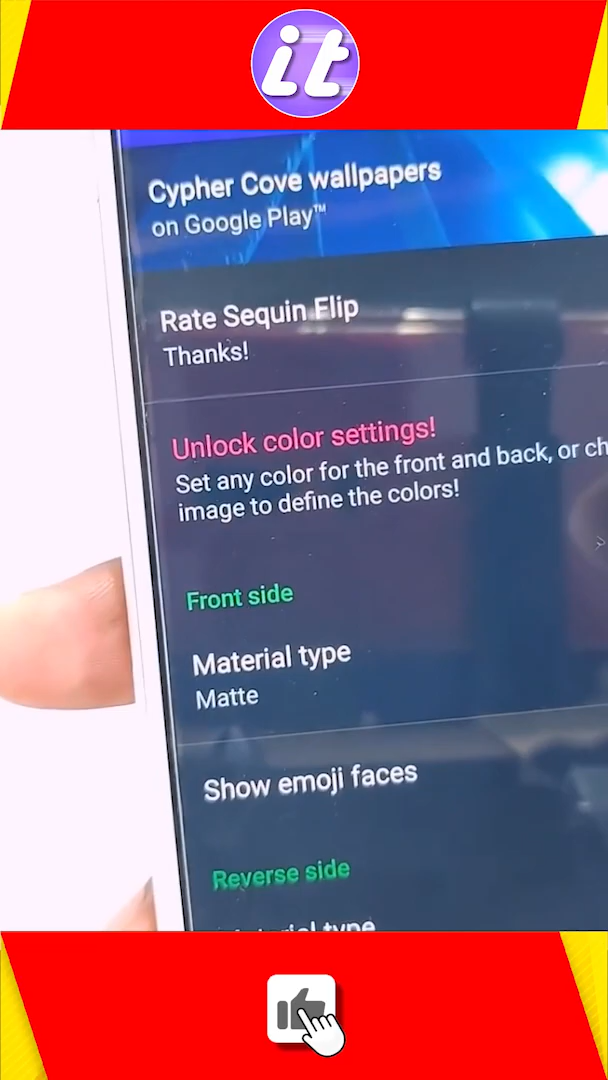 it
Cypher Cove wallpapers
on Google Play™
Rate Sequin Flip
Thanks!
Unlock color settings!
Set any color for the front and back, or ch
image to define the colors!
Front side
Material type
Matte
Show emoji faces
Reverse side
Material type